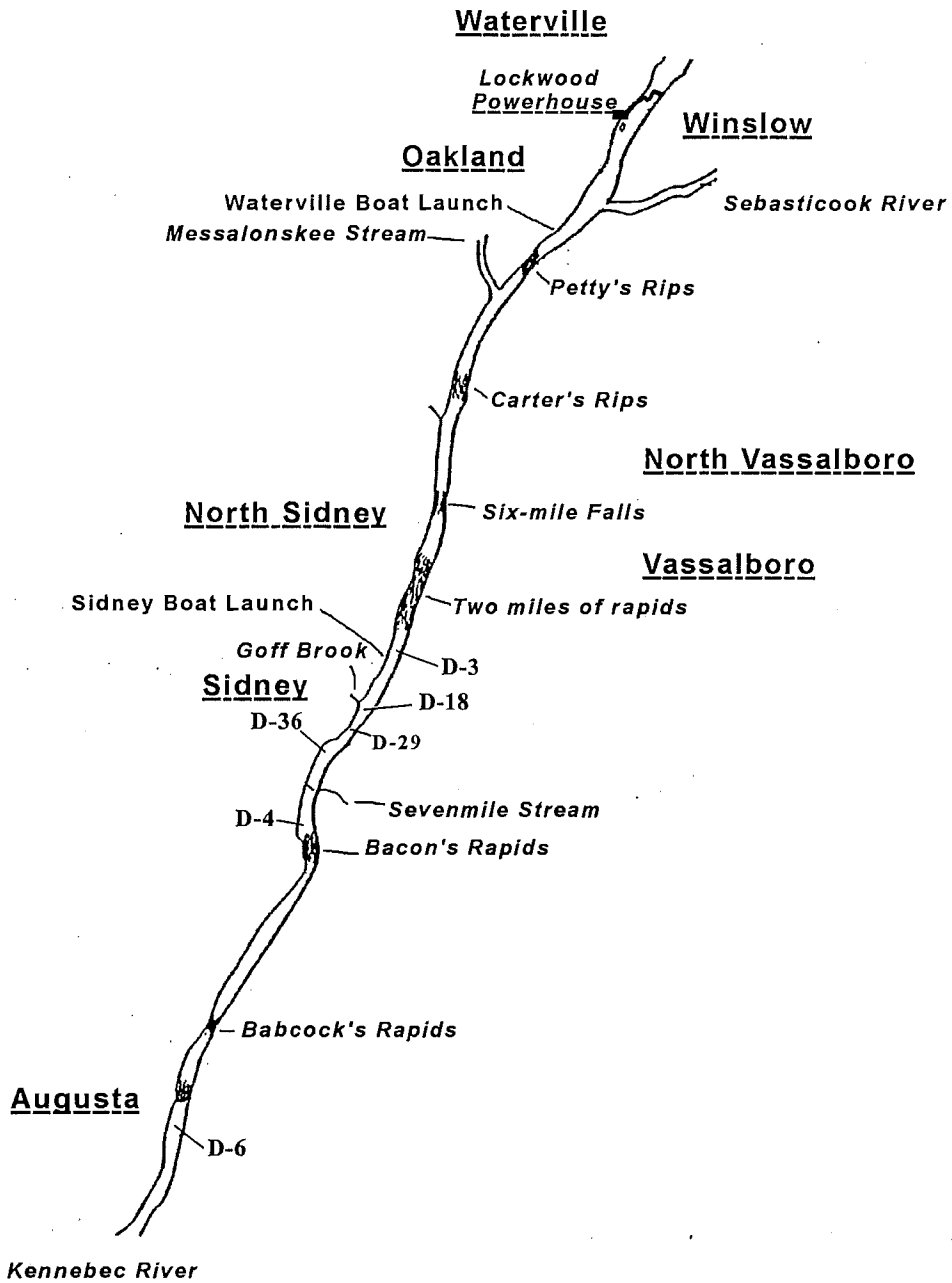 Waterville
Lockwood
Powerhouse
Winslow
Oakland
Waterville Boat Launch
Sebasticook River
Messalonskee Stream
Petty's Rips
Carter's Rips
North Vassalboro
North Sidney
Six-mile Falls
Vassalboro
Sidney Boat Launch
Two miles of rapids
Goff Brook
D-3
Sidney
D-18
D-36
D-29
Sevenmile Stream
D-4
Bacon's Rapids
Babcock's Rapids
Augusta
D-6
Kennebec River